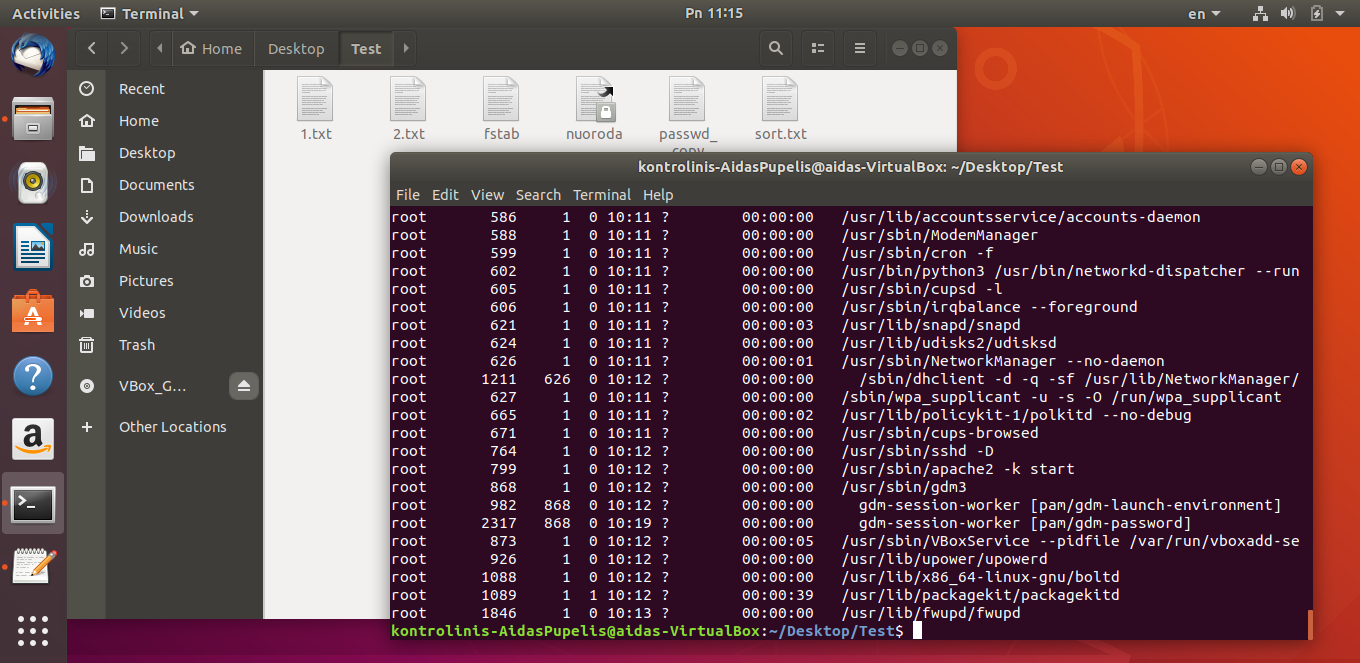 Activities Terminal Pn 11:15 en
Home Desktop Test
Recent
Home
Desktop
Documents
Downloads
Music
Pictures
Videos
Trash
VBox_G...
Other Locations
1.txt 2.txt fstab nuoroda passwd_ sort.txt
copy
kontrolinis-AidasPupelis@aidas-VirtualBox: ~/Desktop/Test
File Edit View Search Terminal Help
root 586 1 0 10:11 ? 00:00:00 /usr/lib/accountsservice/accounts-daemon
root 588 1 0 10:11 ? 00:00:00 /usr/sbin/ModemManager
root 599 1 0 10:11 ? 00:00:00 /usr/sbin/cron -f
root 602 1 0 10:11 ? 00:00:00 /usr/bin/python3 /usr/bin/networkd-dispatcher --run
root 605 1 0 10:11 ? 00:00:00 /usr/sbin/cupsd -l
root 606 1 0 10:11 ? 00:00:00 /usr/sbin/irqbalance --foreground
root 621 1 0 10:11 ? 00:00:03 /usr/lib/snapd/snapd
root 624 1 0 10:11 ? 00:00:00 /usr/lib/udisks2/udisksd
root 626 1 0 10:11 ? 00:00:01 /usr/sbin/NetworkManager --no-daemon
root 1211 626 0 10:12 ? 00:00:00 /sbin/dhclient -d -q -sf /usr/lib/NetworkManager/
root 627 1 0 10:11 ? 00:00:00 /sbin/wpa_supplicant -u -s -O /run/wpa_supplicant
root 665 1 0 10:11 ? 00:00:02 /usr/lib/policykit-1/polkitd --no-debug
root 671 1 0 10:11 ? 00:00:00 /usr/sbin/cups-browsed
root 764 1 0 10:12 ? 00:00:00 /usr/sbin/sshd -D
root 799 1 0 10:12 ? 00:00:00 /usr/sbin/apache2 -k start
root 868 1 0 10:12 ? 00:00:00 /usr/sbin/gdm3
root 982 868 0 10:12 ? 00:00:00 gdm-session-worker [pam/gdm-launch-environment]
root 2317 868 0 10:19 ? 00:00:00 gdm-session-worker [pam/gdm-password]
root 873 1 0 10:12 ? 00:00:05 /usr/sbin/VBoxService --pidfile /var/run/vboxadd-se
root 926 1 0 10:12 ? 00:00:00 /usr/lib/upower/upowerd
root 1088 1 0 10:12 ? 00:00:00 /usr/lib/x86_64-linux-gnu/boltd
root 1089 1 1 10:12 ? 00:00:39 /usr/lib/packagekit/packagekitd
root 1846 1 0 10:13 ? 00:00:00 /usr/lib/fwupd/fwupd
kontrolinis-AidasPupelis@aidas-VirtualBox:~/Desktop/Test$